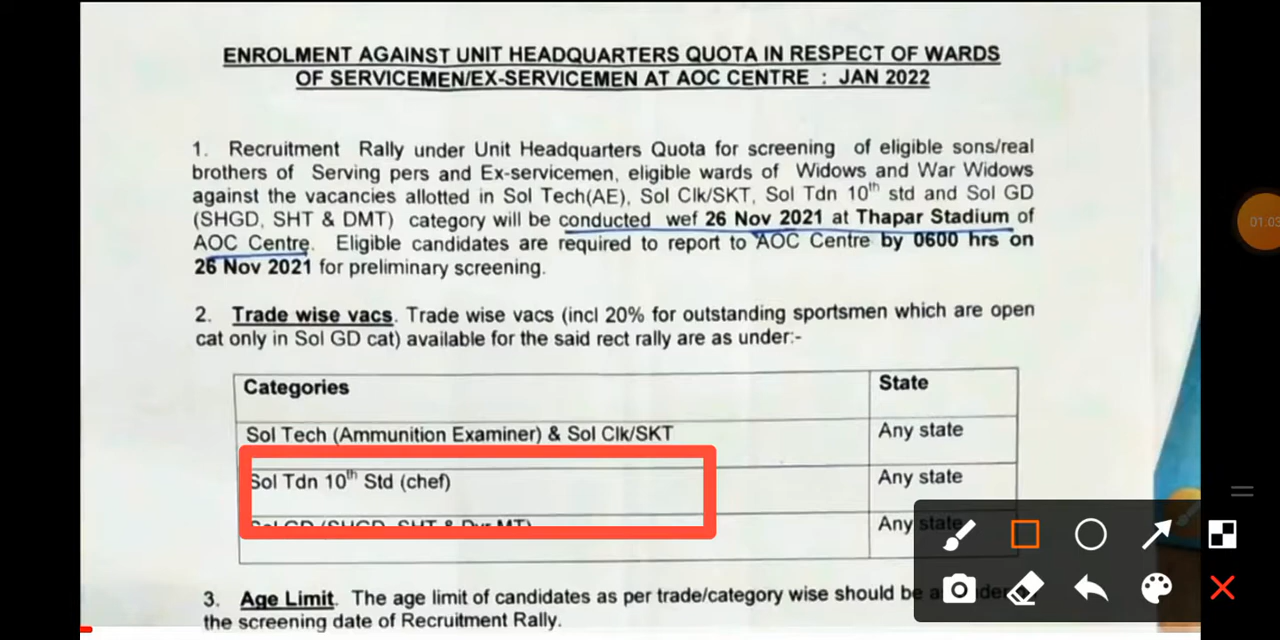 ENROLMENT AGAINST UNIT HEADQUARTERS QUOTA IN RESPECT OF WARDS
OF SERVICEMEN/EX-SERVICEMEN AT AOC CENTRE : JAN 2022
1. Recruitment Rally under Unit Headquarters Quota for screening of eligible sons/real
brothers of Serving pers and Ex-servicemen, eligible wards of Widows and War Widows
against the vacancies allotted in Sol Tech(AE), Sol Clk/SKT, Sol Tdn 10th std and Sol GD
(SHGD, SHT & DMT) category will be conducted wef 26 Nov 2021 at Thapar Stadium of
AOC Centre. Eligible candidates are required to report to AOC Centre by 0600 hrs on
26 Nov 2021 for preliminary screening.
2. Trade wise vacs. Trade wise vacs (incl 20% for outstanding sportsmen which are open
cat only in Sol GD cat) available for the said rect rally are as under:-
Categories State
Sol Tech (Ammunition Examiner) & Sol Clk/SKT Any state
Sol Tdn 10th Std (chef) Any state
Sol GD (SHGD, SHT & Dvr MT) Any state
3. Age Limit. The age limit of candidates as per trade/category wise should be
the screening date of Recruitment Rally.
01:03